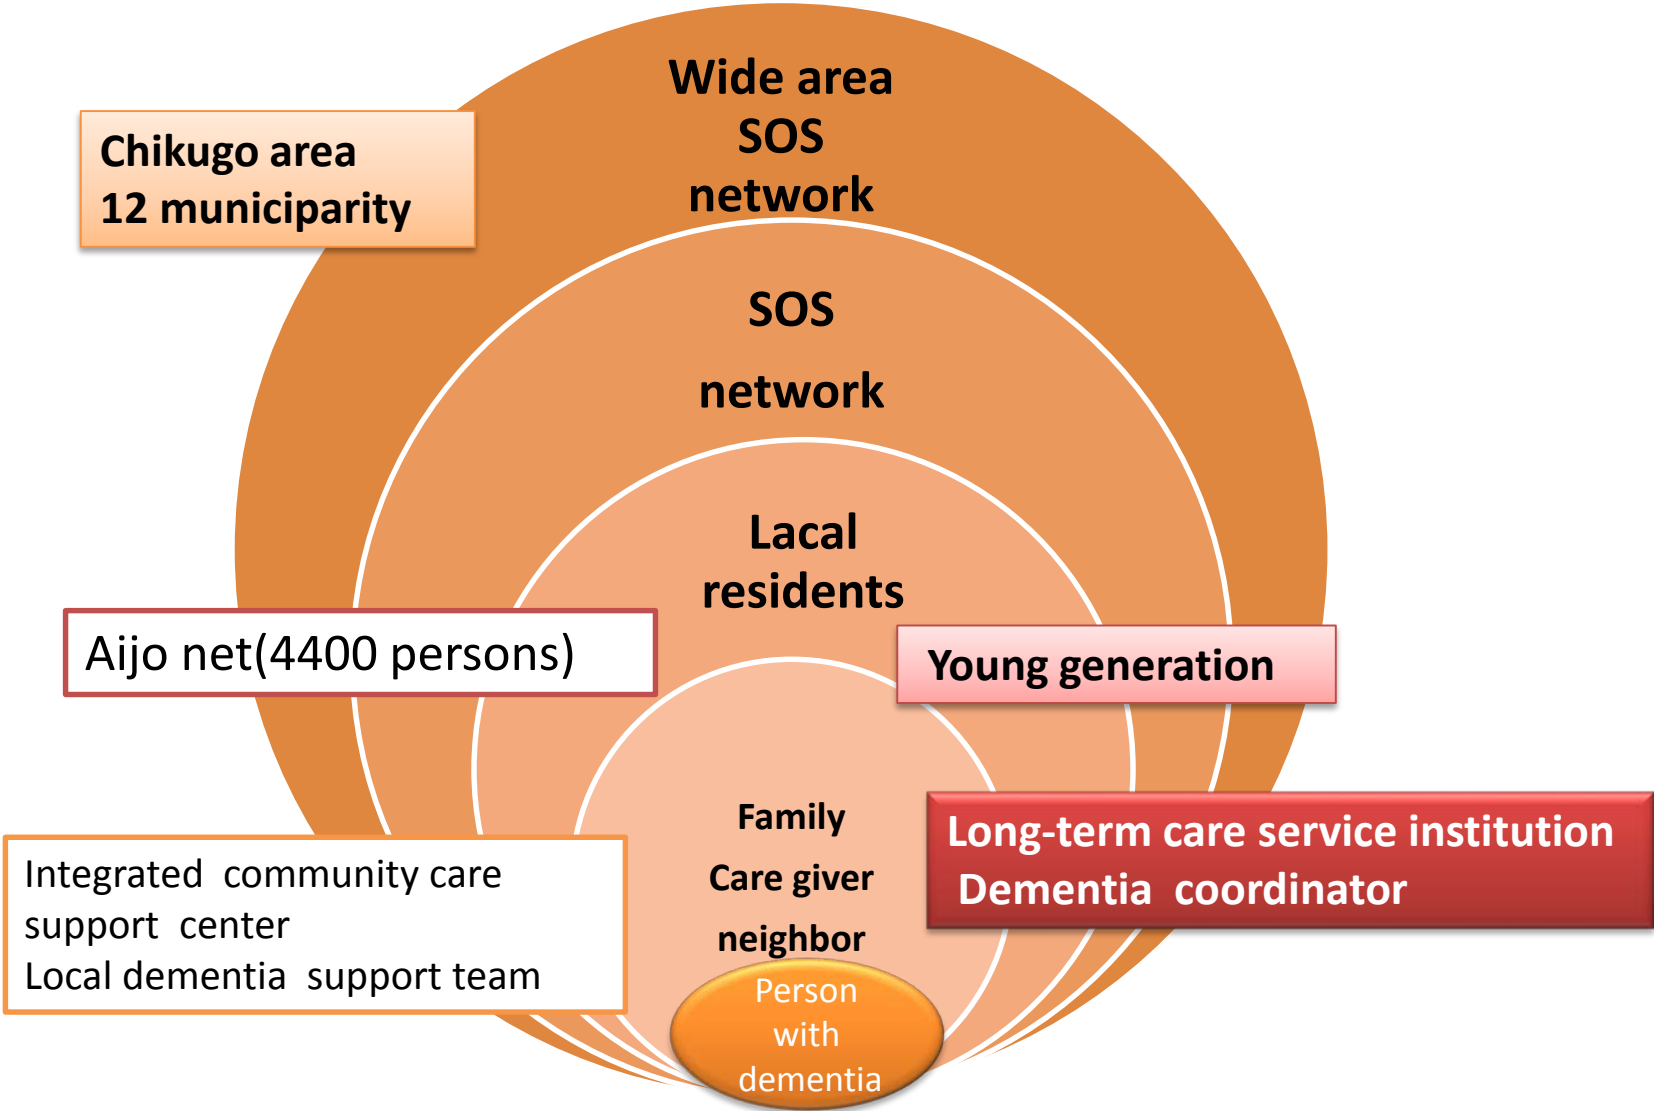 Wide area
SOS
network
Chikugo area
12 municiparity
SOS
network
Lacal
residents
Aijo net(4400 persons)
Young generation
Family
Care giver
neighbor
Long-term care service institution
Dementia coordinator
Integrated community care
support center
Local dementia support team
Person
with
dementia